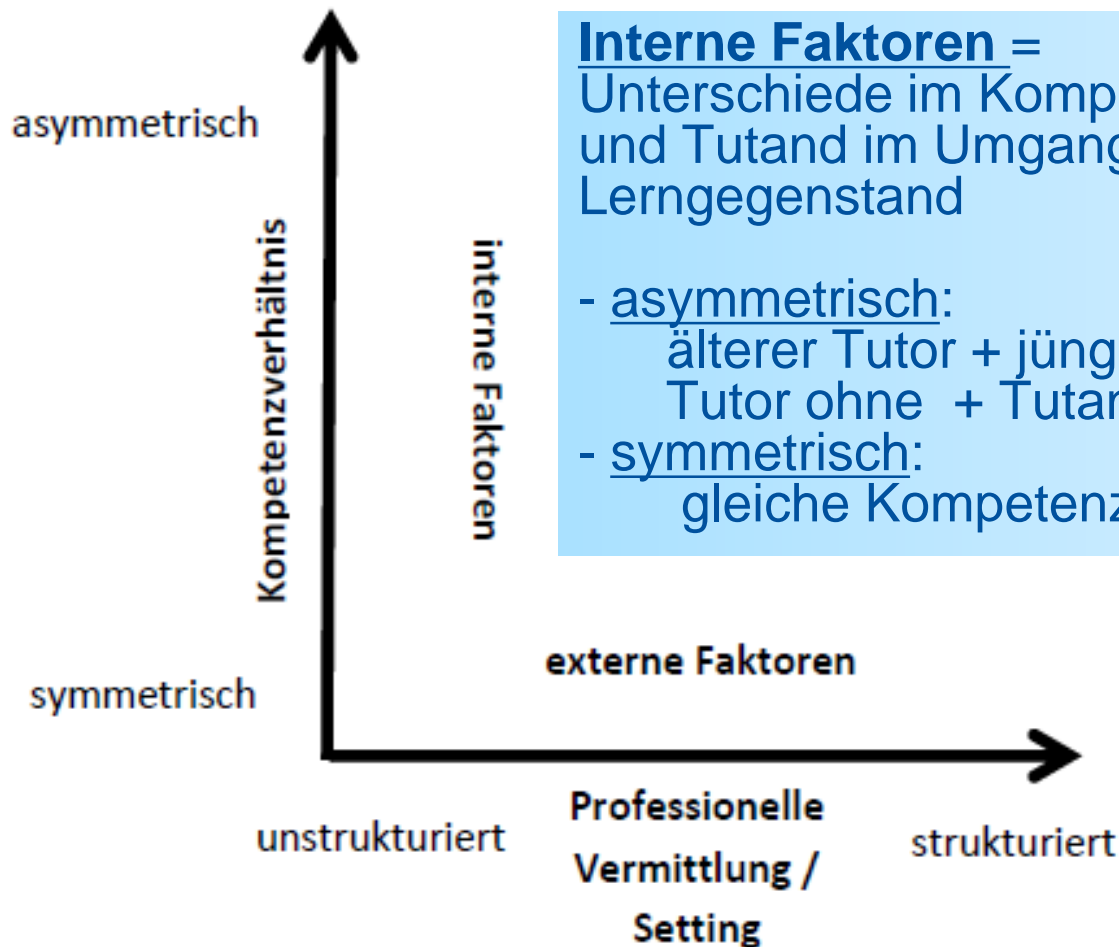 asymmetrisch
Kompetenzverhältnis
interne Faktoren
symmetrisch
Interne Faktoren =
Unterschiede im Komp
und Tutand im Umgang
Lerngegenstand
- asymmetrisch:
älterer Tutor + jüng
Tutor ohne + Tutan
- symmetrisch:
gleiche Kompetenz
externe Faktoren
unstrukturiert
Professionelle
Vermittlung /
Setting
strukturiert